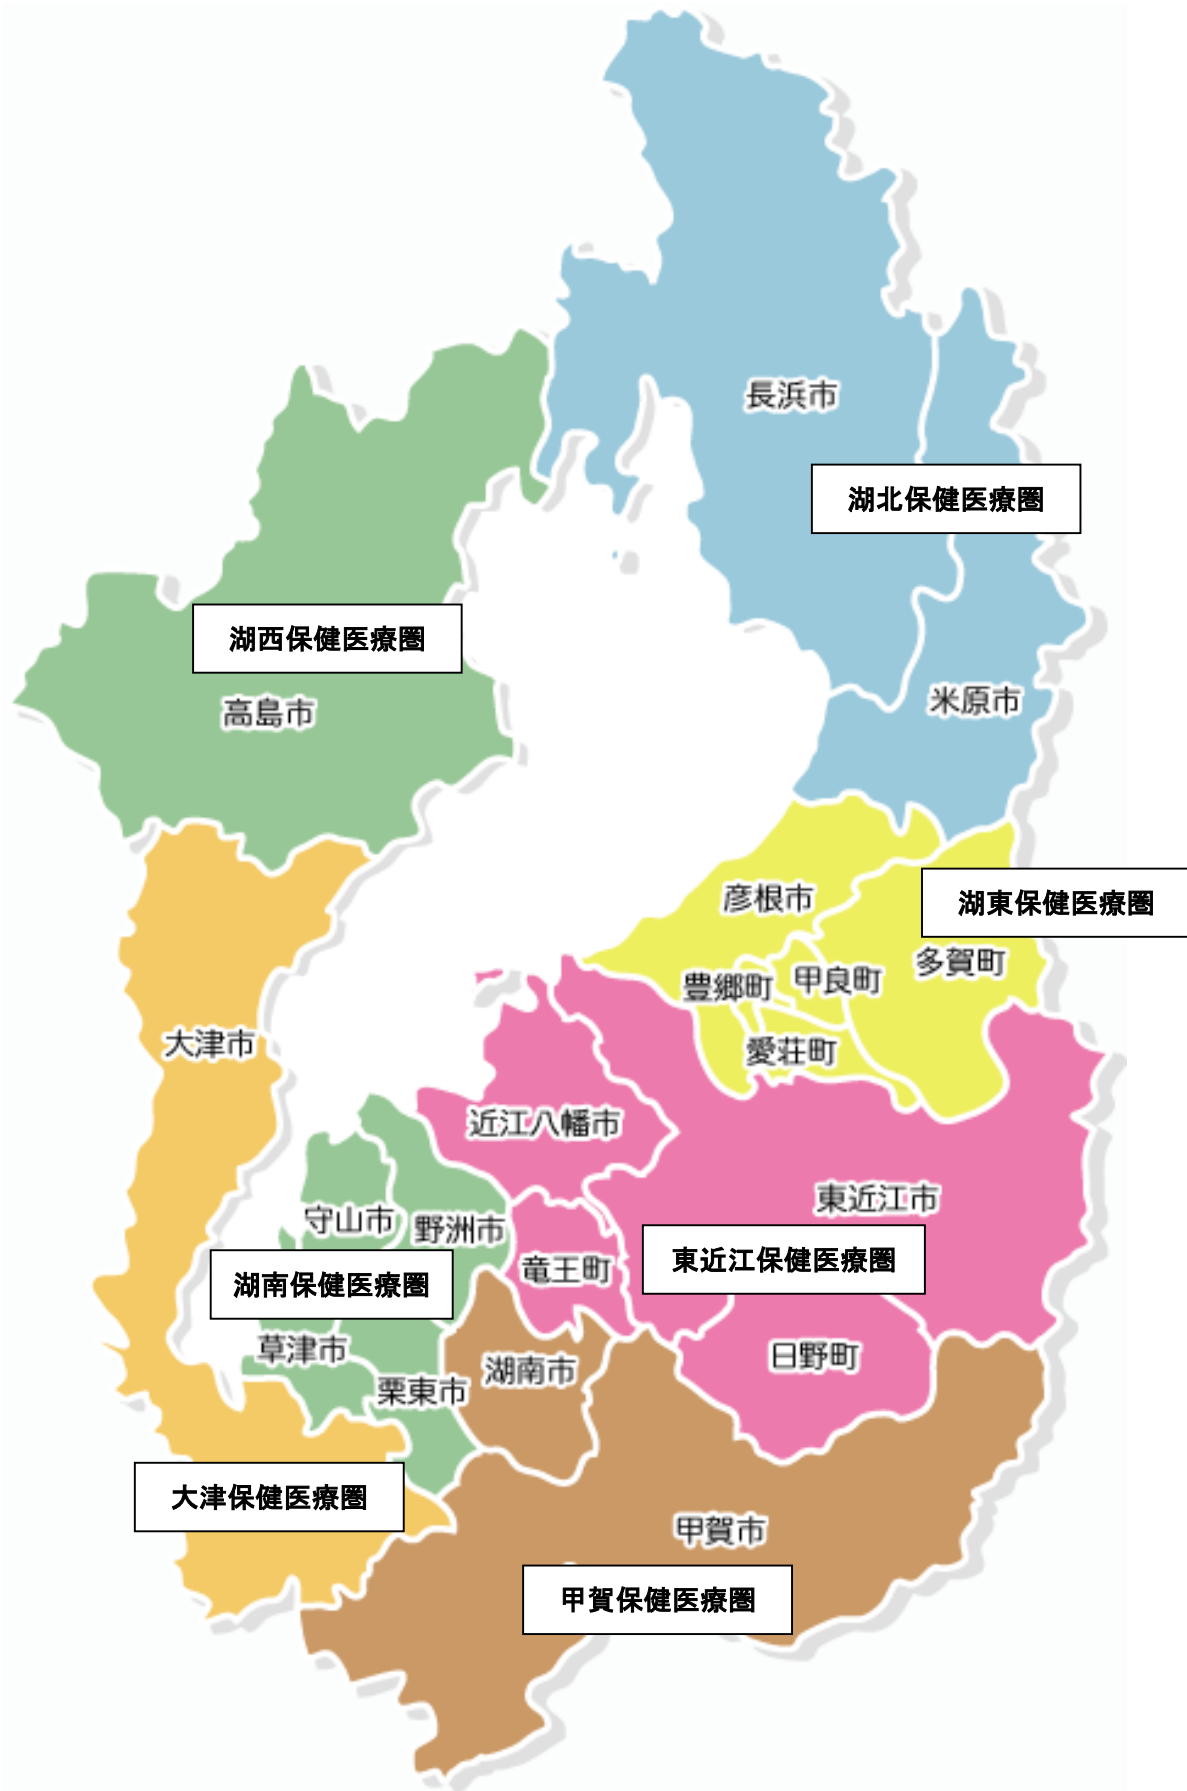 長浜市
湖北保健医療圏
湖西保健医療圏
高島市
米原市
彦根市
湖東保健医療圏
多賀町
豊郷町
甲良町
愛荘町
大津市
近江八幡市
東近江市
守山市
野洲市
東近江保健医療圏
竜王町
湖南保健医療圏
草津市
日野町
湖南市
栗東市
大津保健医療圏
甲賀市
甲賀保健医療圏